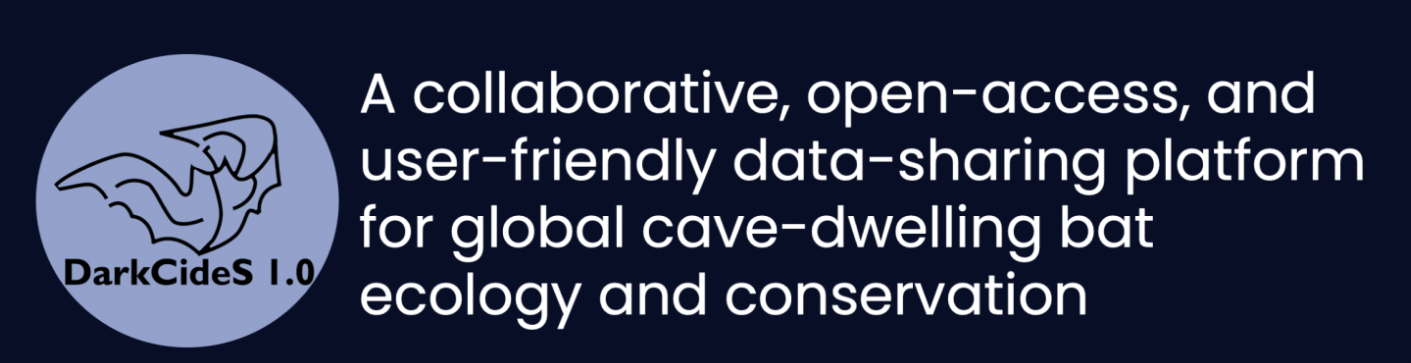 DarkCideS 1.0
A collaborative, open-access, and
user-friendly data-sharing platform
for global cave-dwelling bat
ecology and conservation